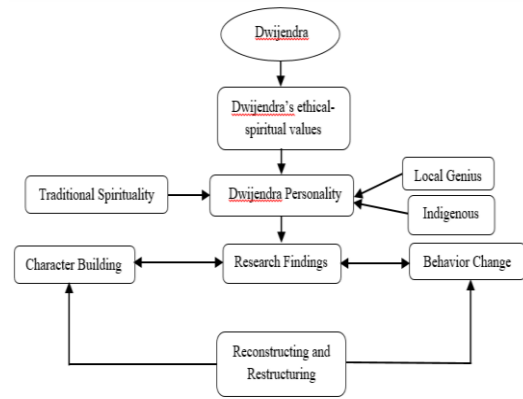 Dwijendra
Dwijendra's ethical-
spiritual values
Local Genius
Traditional Spirituality
Dwijendra Personality
Indigenous
Character Building
Research Findings
Behavior Change
Reconstructing and
Restructuring